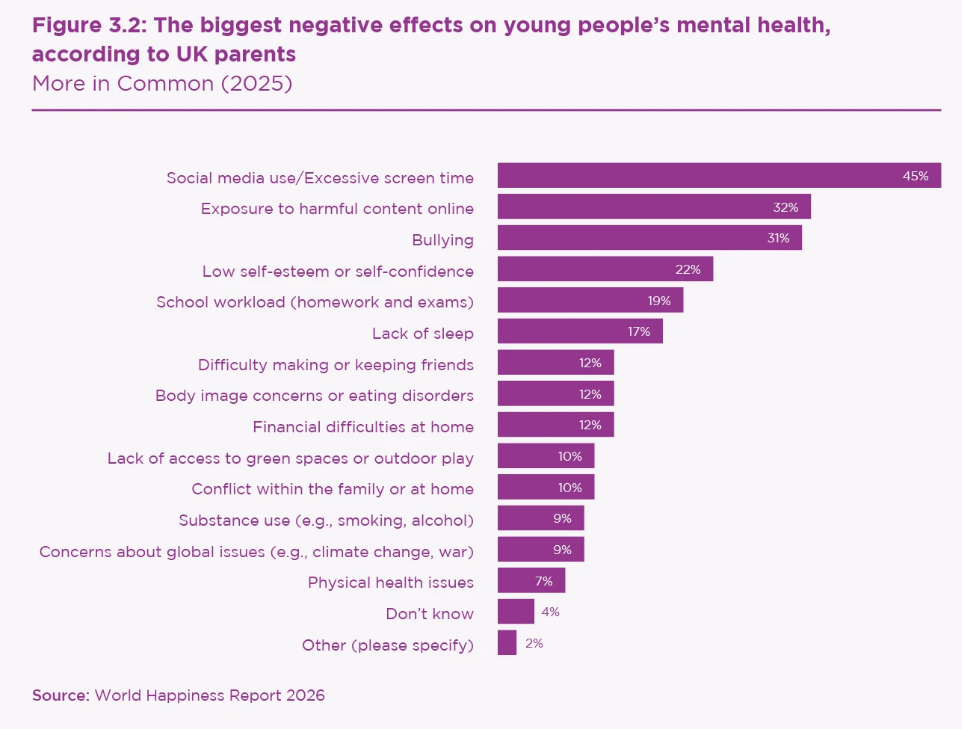 Figure 3.2: The biggest negative effects on young people’s mental health,
according to UK parents
More in Common (2025)
Social media use/Excessive screen time 45%
Exposure to harmful content online 32%
Bullying 31%
Low self-esteem or self-confidence 22%
School workload (homework and exams) 19%
Lack of sleep 17%
Difficulty making or keeping friends 12%
Body image concerns or eating disorders 12%
Financial difficulties at home 12%
Lack of access to green spaces or outdoor play 10%
Conflict within the family or at home 10%
Substance use (e.g., smoking, alcohol) 9%
Concerns about global issues (e.g., climate change, war) 9%
Physical health issues 7%
Don’t know 4%
Other (please specify) 2%
Source: World Happiness Report 2026